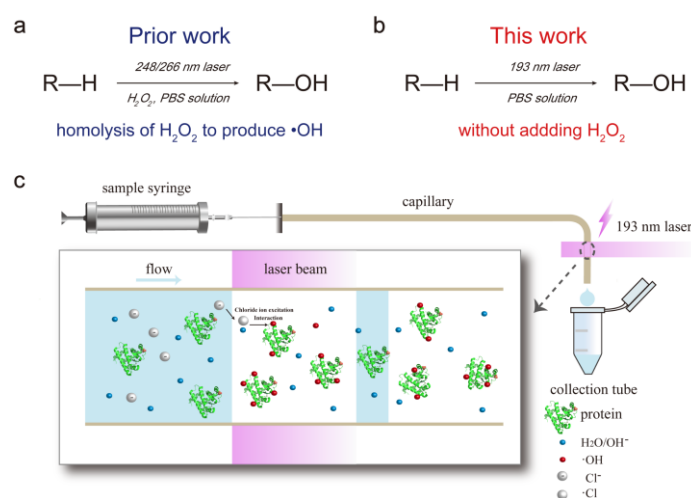 a
Prior work
R—H
248/266 nm laser
H₂O₂, PBS solution
R—OH
homolysis of H₂O₂ to produce •OH
b
This work
R—H
193 nm laser
PBS solution
R—OH
without addding H₂O₂
c
sample syringe
capillary
193 nm laser
flow
laser beam
Chloride ion excitation
Interaction
Cl⁻
collection tube
protein
H2O/OH⁻
·OH
Cl⁻
·Cl